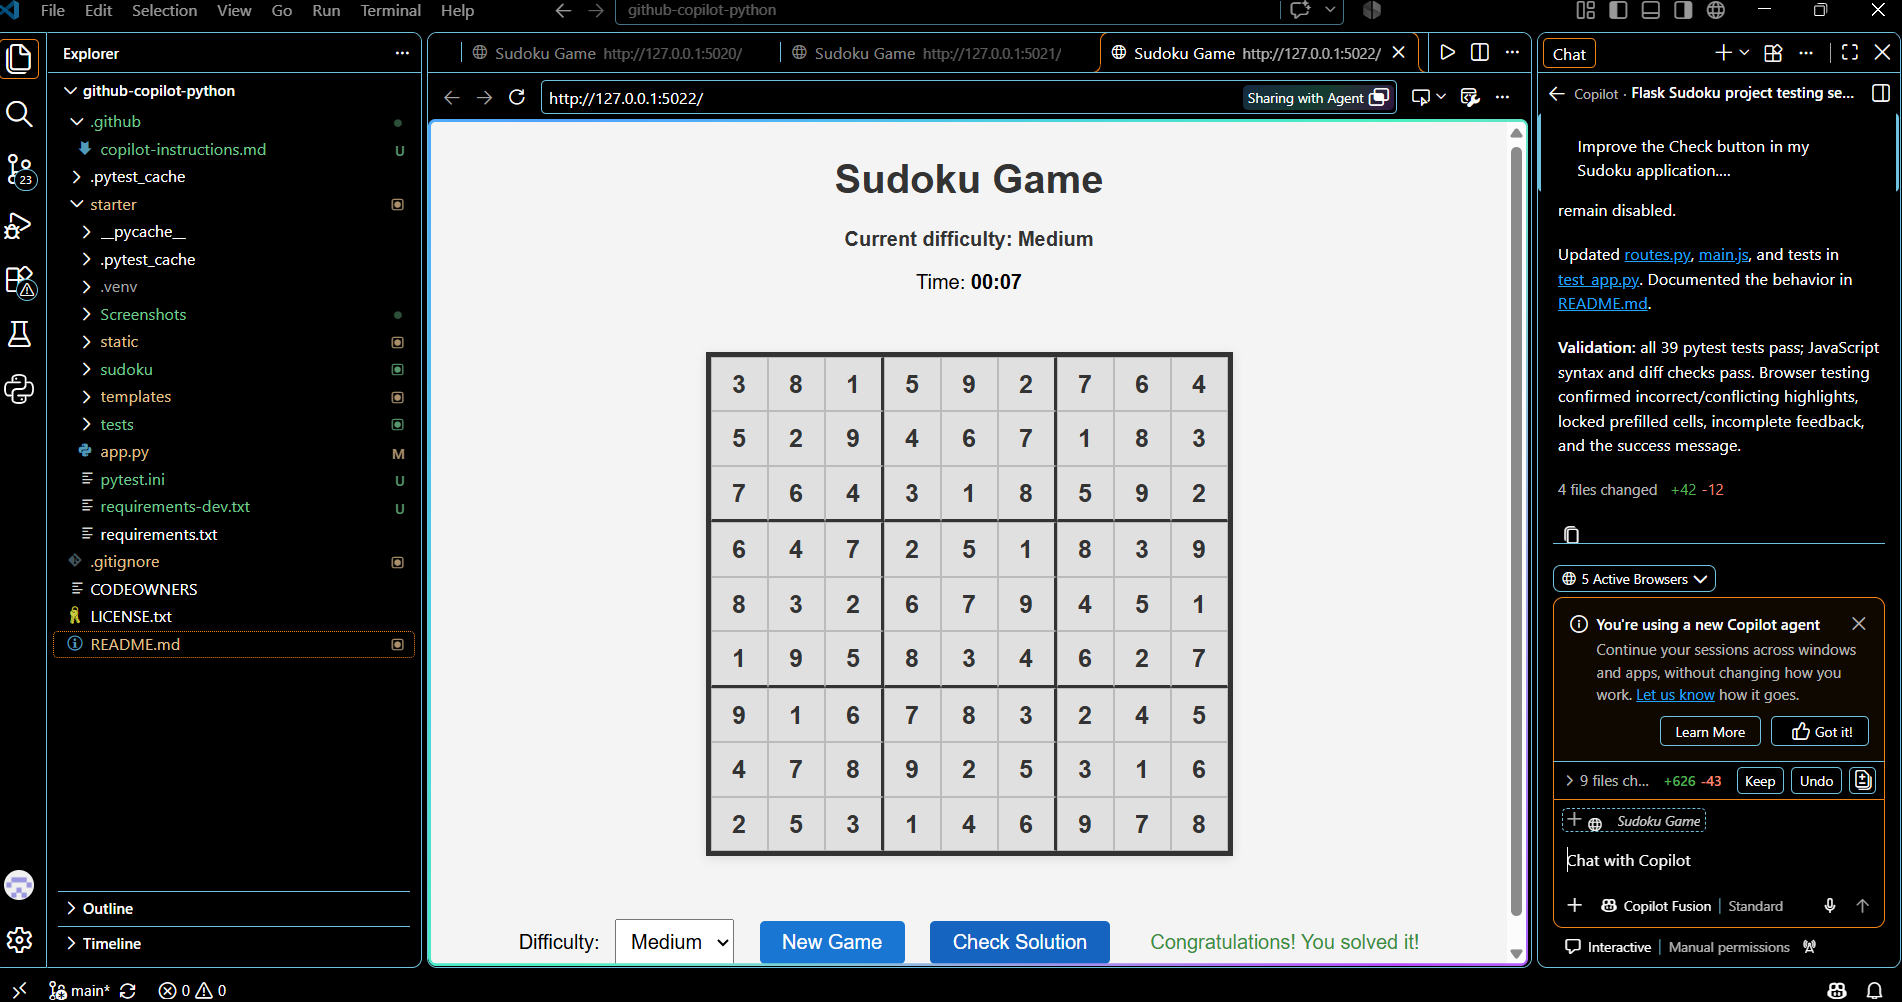 File Edit Selection View Go Run Terminal Help
github-copilot-python
Explorer
github-copilot-python
.github
copilot-instructions.md U
.pytest_cache
starter
__pycache__
.pytest_cache
.venv
Screenshots
static
sudoku
templates
tests
app.py M
pytest.ini U
requirements-dev.txt U
requirements.txt
.gitignore
CODEOWNERS
LICENSE.txt
README.md
Outline
Timeline
23
Sudoku Game http://127.0.0.1:5020/
Sudoku Game http://127.0.0.1:5021/
Sudoku Game http://127.0.0.1:5022/
http://127.0.0.1:5022/
Sharing with Agent
Sudoku Game
Current difficulty: Medium
Time: 00:07
3 8 1 5 9 2 7 6 4
5 2 9 4 6 7 1 8 3
7 6 4 3 1 8 5 9 2
6 4 7 2 5 1 8 3 9
8 3 2 6 7 9 4 5 1
1 9 5 8 3 4 6 2 7
9 1 6 7 8 3 2 4 5
4 7 8 9 2 5 3 1 6
2 5 3 1 4 6 9 7 8
Difficulty: Medium New Game Check Solution Congratulations! You solved it!
Chat
Copilot · Flask Sudoku project testing se...
Improve the Check button in my
Sudoku application....
remain disabled.
Updated routes.py, main.js, and tests in
test_app.py. Documented the behavior in
README.md.
Validation: all 39 pytest tests pass; JavaScript
syntax and diff checks pass. Browser testing
confirmed incorrect/conflicting highlights,
locked prefilled cells, incomplete feedback,
and the success message.
4 files changed +42 -12
5 Active Browsers
You're using a new Copilot agent
Continue your sessions across windows
and apps, without changing how you
work. Let us know how it goes.
Learn More Got it!
9 files ch... +626 -43 Keep Undo
Sudoku Game
Chat with Copilot
Copilot Fusion | Standard
Interactive | Manual permissions
main* 0 0